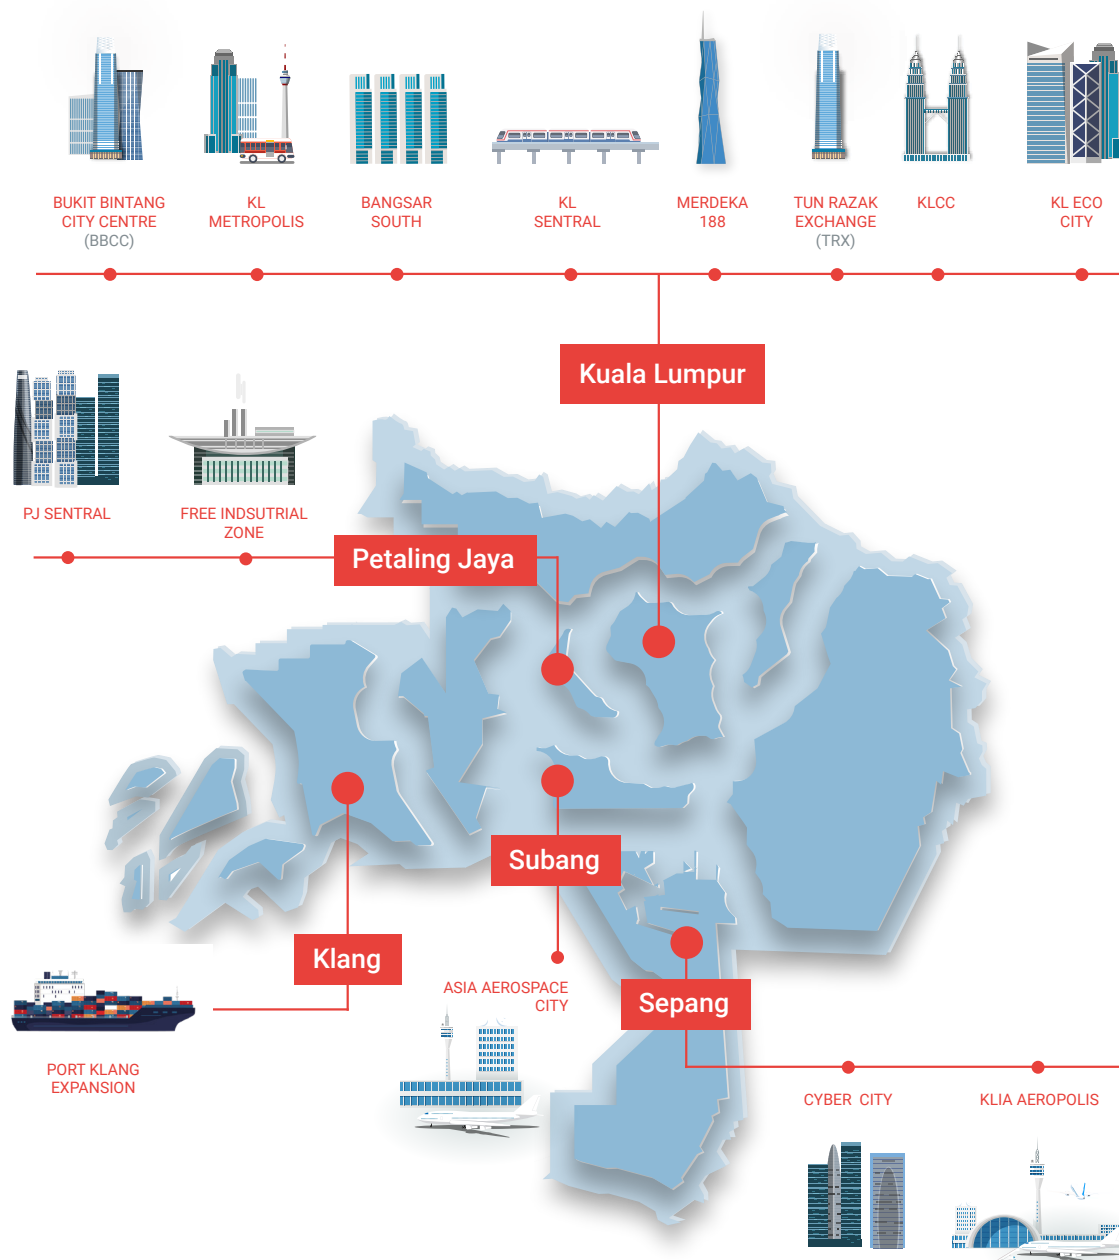 BUKIT BINTANG
CITY CENTRE
(BBCC)
KL
METROPOLIS
BANGSAR
SOUTH
KL
SENTRAL
MERDEKA
188
TUN RAZAK
EXCHANGE
(TRX)
KLCC
KL ECO
CITY
Kuala Lumpur
PJ SENTRAL
FREE INDSUTRIAL
ZONE
Petaling Jaya
Subang
Klang
ASIA AEROSPACE
CITY
Sepang
PORT KLANG
EXPANSION
CYBER CITY
KLIA AEROPOLIS